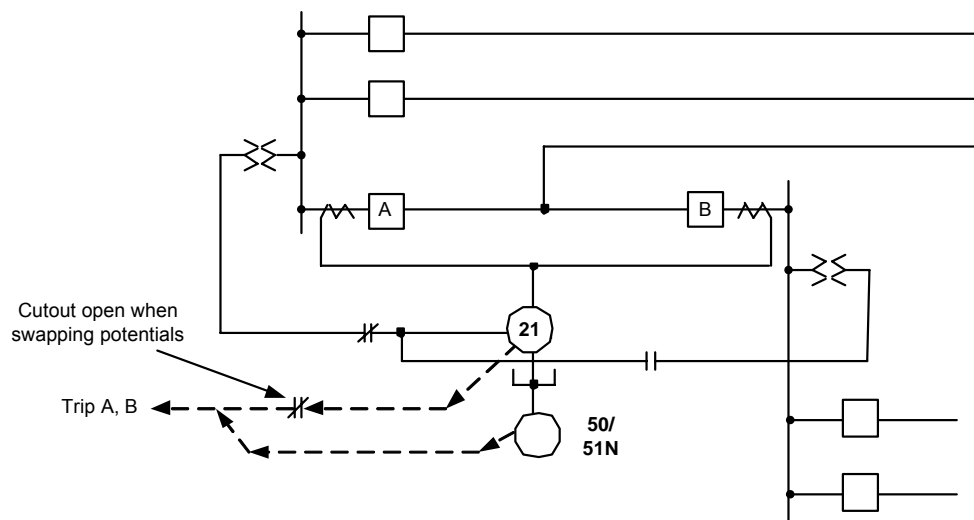 A
B
Cutout open when
swapping potentials
21
Trip A, B
50/
51N